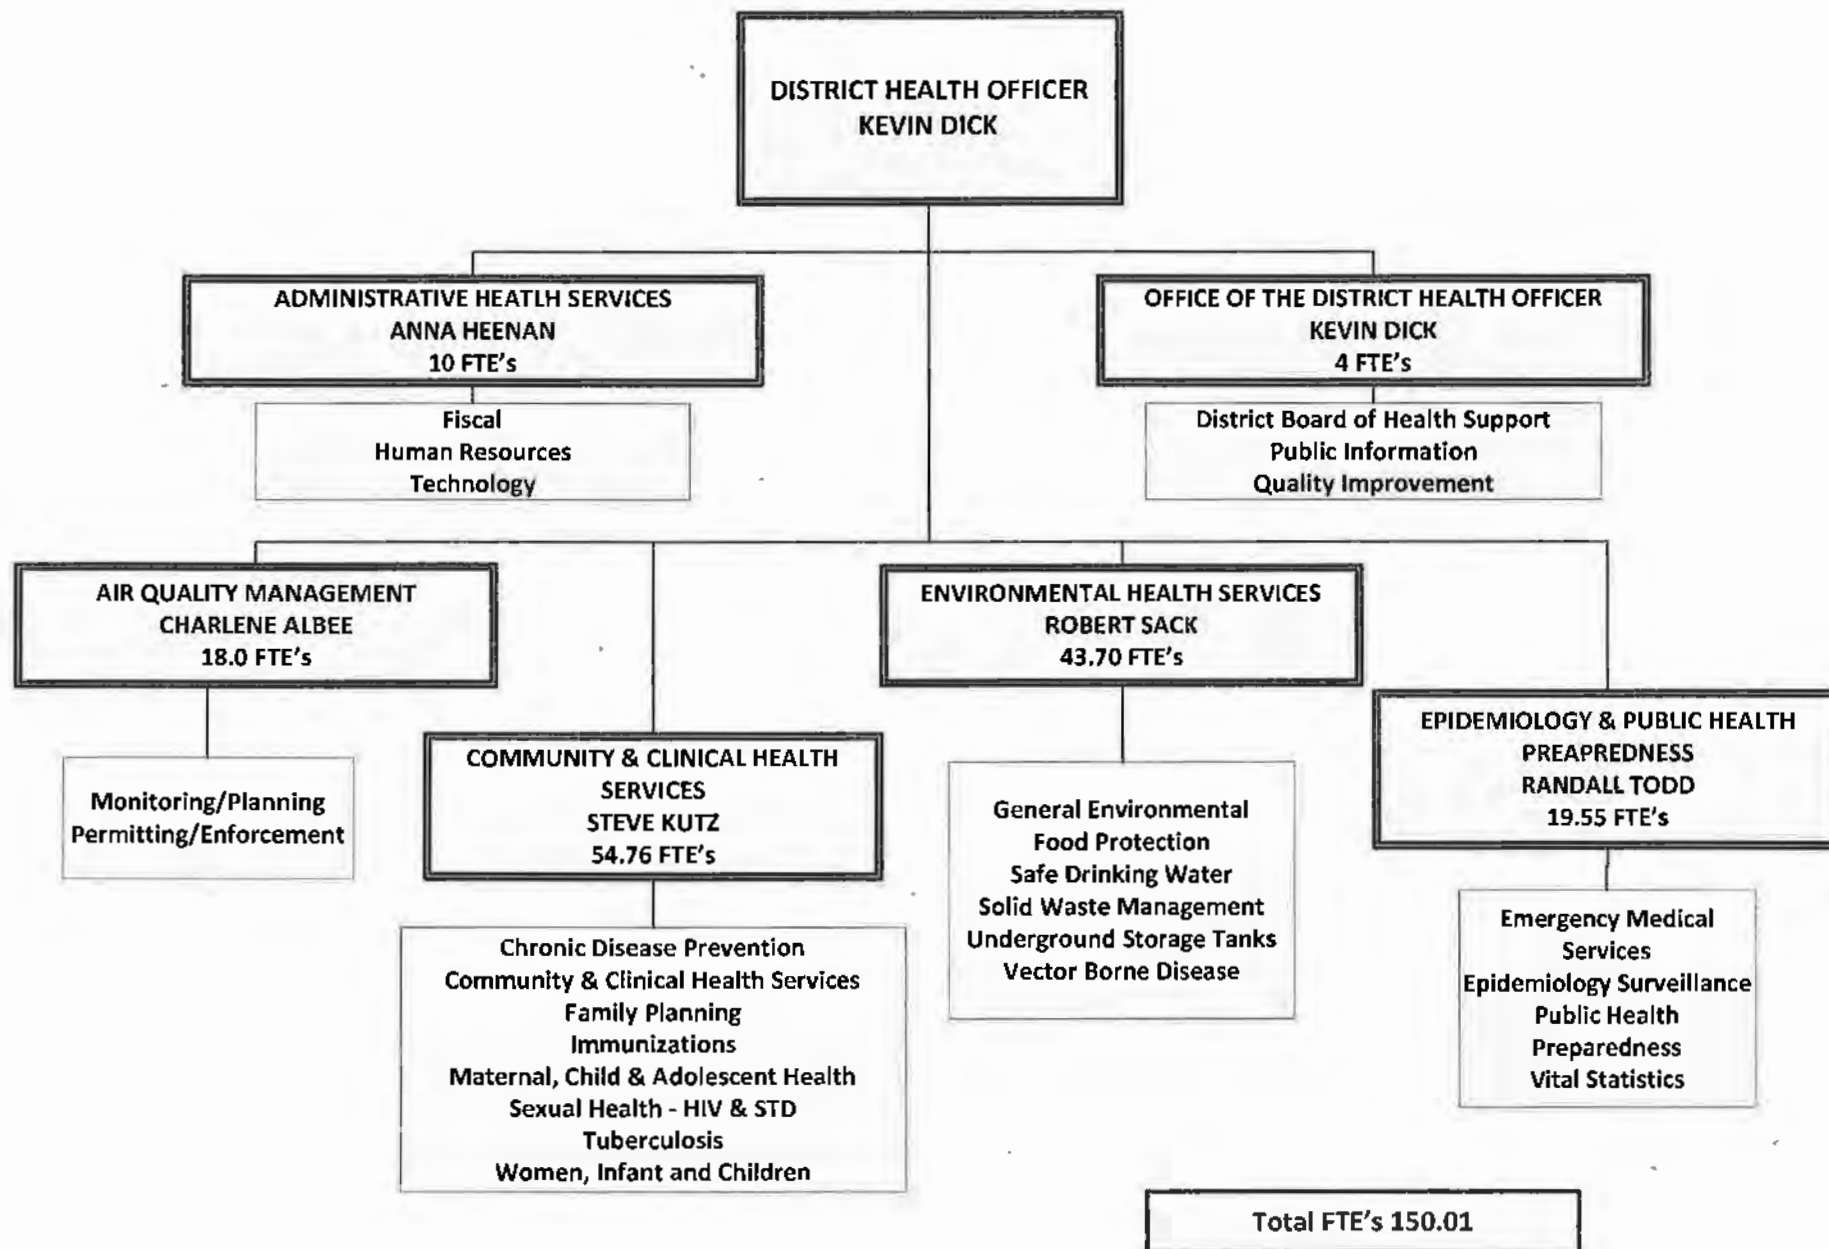 DISTRICT HEALTH OFFICER
KEVIN DICK
ADMINISTRATIVE HEATLH SERVICES
ANNA HEENAN
10 FTE's
OFFICE OF THE DISTRICT HEALTH OFFICER
KEVIN DICK
4 FTE's
Fiscal
Human Resources
Technology
District Board of Health Support
Public Information
Quality Improvement
AIR QUALITY MANAGEMENT
CHARLENE ALBEE
18.0 FTE's
ENVIRONMENTAL HEALTH SERVICES
ROBERT SACK
43.70 FTE's
COMMUNITY & CLINICAL HEALTH
SERVICES
STEVE KUTZ
54.76 FTE's
EPIDEMIOLOGY & PUBLIC HEALTH
PREAPREDNESS
RANDALL TODD
19.55 FTE's
Monitoring/Planning
Permitting/Enforcement
General Environmental
Food Protection
Safe Drinking Water
Solid Waste Management
Underground Storage Tanks
Vector Borne Disease
Chronic Disease Prevention
Community & Clinical Health Services
Family Planning
Immunizations
Maternal, Child & Adolescent Health
Sexual Health - HIV & STD
Tuberculosis
Women, Infant and Children
Emergency Medical
Services
Epidemiology Surveillance
Public Health
Preparedness
Vital Statistics
Total FTE's 150.01